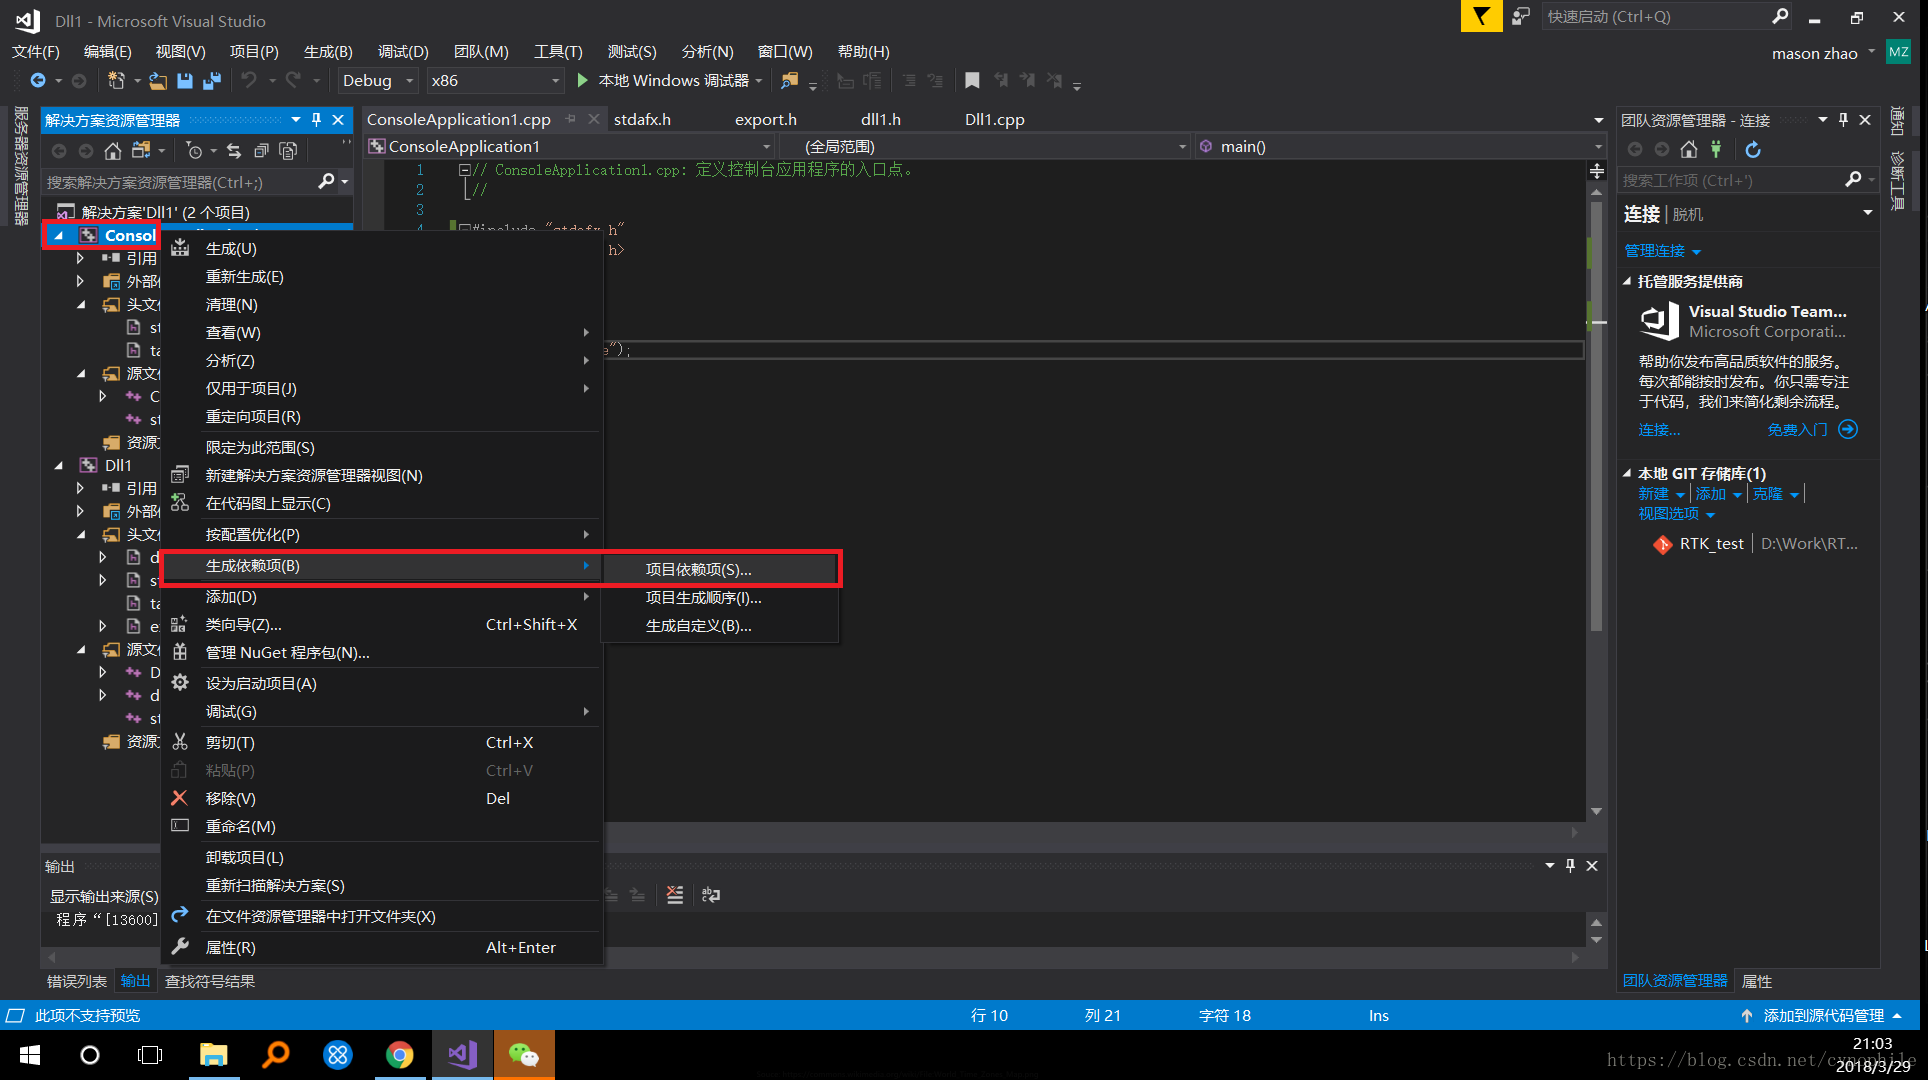 Dll1 - Microsoft Visual Studio
快速启动 (Ctrl+Q)
文件(F) 编辑(E) 视图(V) 项目(P) 生成(B) 调试(D) 团队(M) 工具(T) 测试(S) 分析(N) 窗口(W) 帮助(H)
mason zhao MZ
Debug x86 本地 Windows 调试器
服务器资源管理器
解决方案资源管理器
搜索解决方案资源管理器(Ctrl+;)
解决方案'Dll1' (2 个项目)
Consol
引用
外部
头文
st
ta
源文
C
st
资源
Dll1
引用
外部
头文
d
st
ta
e
源文
D
d
st
资源
ConsoleApplication1.cpp stdafx.h export.h dll1.h Dll1.cpp
ConsoleApplication1 (全局范围) main()
1 // ConsoleApplication1.cpp: 定义控制台应用程序的入口点。
2 //
3
4 #include "stdafx.h"
h>
e");
生成(U)
重新生成(E)
清理(N)
查看(W)
分析(Z)
仅用于项目(J)
重定向项目(R)
限定为此范围(S)
新建解决方案资源管理器视图(N)
在代码图上显示(C)
按配置优化(P)
生成依赖项(B)
添加(D)
类向导(Z)... Ctrl+Shift+X
管理 NuGet 程序包(N)...
设为启动项目(A)
调试(G)
剪切(T) Ctrl+X
粘贴(P) Ctrl+V
移除(V) Del
重命名(M)
卸载项目(L)
重新扫描解决方案(S)
在文件资源管理器中打开文件夹(X)
属性(R) Alt+Enter
项目依赖项(S)...
项目生成顺序(I)...
生成自定义(B)...
团队资源管理器 - 连接
搜索工作项 (Ctrl+')
连接 | 脱机
管理连接
托管服务提供商
Visual Studio Team...
Microsoft Corporati...
帮助你发布高品质软件的服务。
每次都能按时发布。你只需专注
于代码，我们来简化剩余流程。
连接... 免费入门
本地 GIT 存储库(1)
新建 添加 克隆
视图选项
RTK_test D:\Work\RT...
团队资源管理器 属性
通知
诊断工具
输出
显示输出来源(S)
程序 “[13600]
错误列表 输出 查找符号结果
此项不支持预览 行 10 列 21 字符 18 Ins 添加到源代码管理
21:03
2018/3/29
https://blog.csdn.net/cynophile